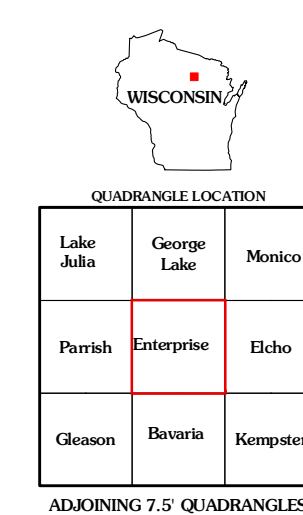 WISCONSIN
QUADRANGLE LOCATION
Lake
Julia
George
Lake
Monico
Parrish
Enterprise
Elcho
Gleason
Bavaria
Kempster
ADJOINING 7.5' QUADRANGLES